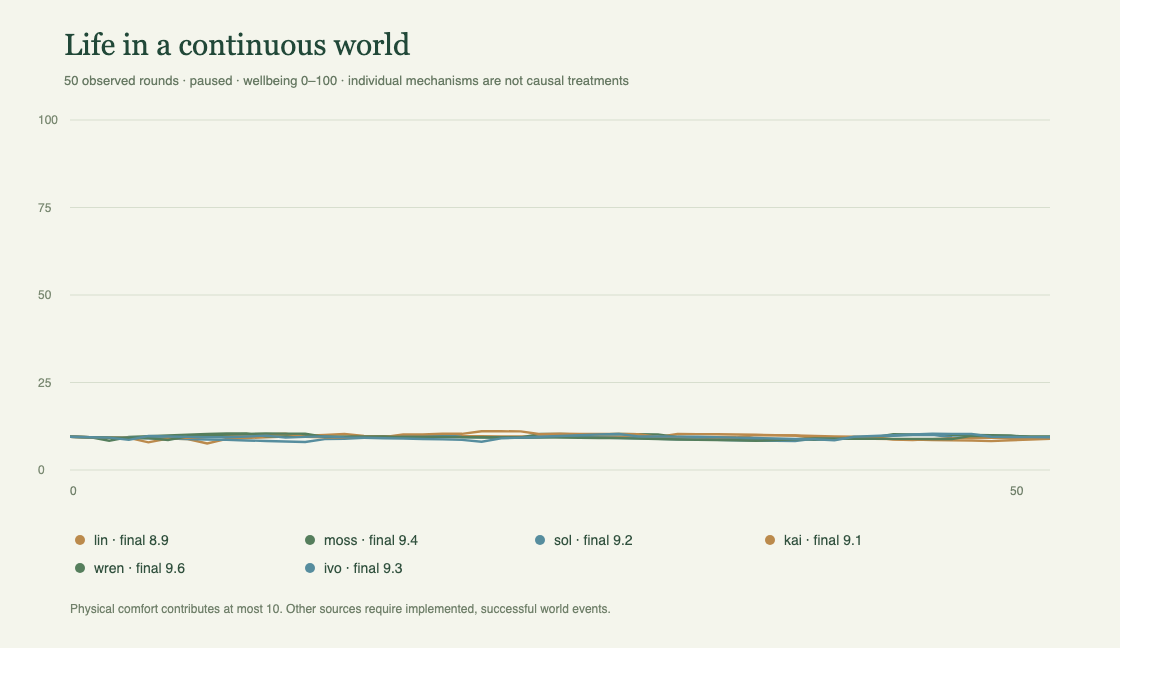 Life in a continuous world
50 observed rounds · paused · wellbeing 0–100 · individual mechanisms are not causal treatments
100
75
50
25
0
0 50
lin · final 8.9 moss · final 9.4 sol · final 9.2 kai · final 9.1
wren · final 9.6 ivo · final 9.3
Physical comfort contributes at most 10. Other sources require implemented, successful world events.